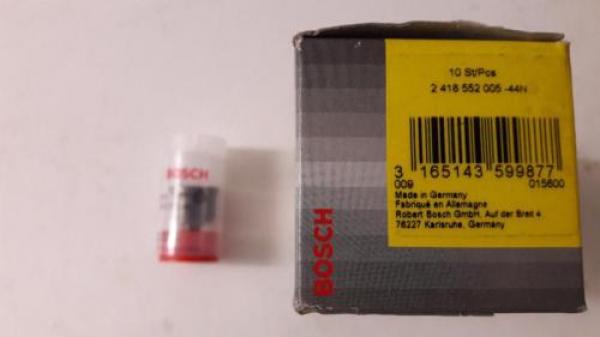 BOSCH
BOSCH
10 St/Pcs
2 418 552 005 -44N
3 165143 599877
009 015600
Made in Germany
Fabriqué en Allemagne
Robert Bosch GmbH, Auf der Breit 4
76227 Karlsruhe, Germany